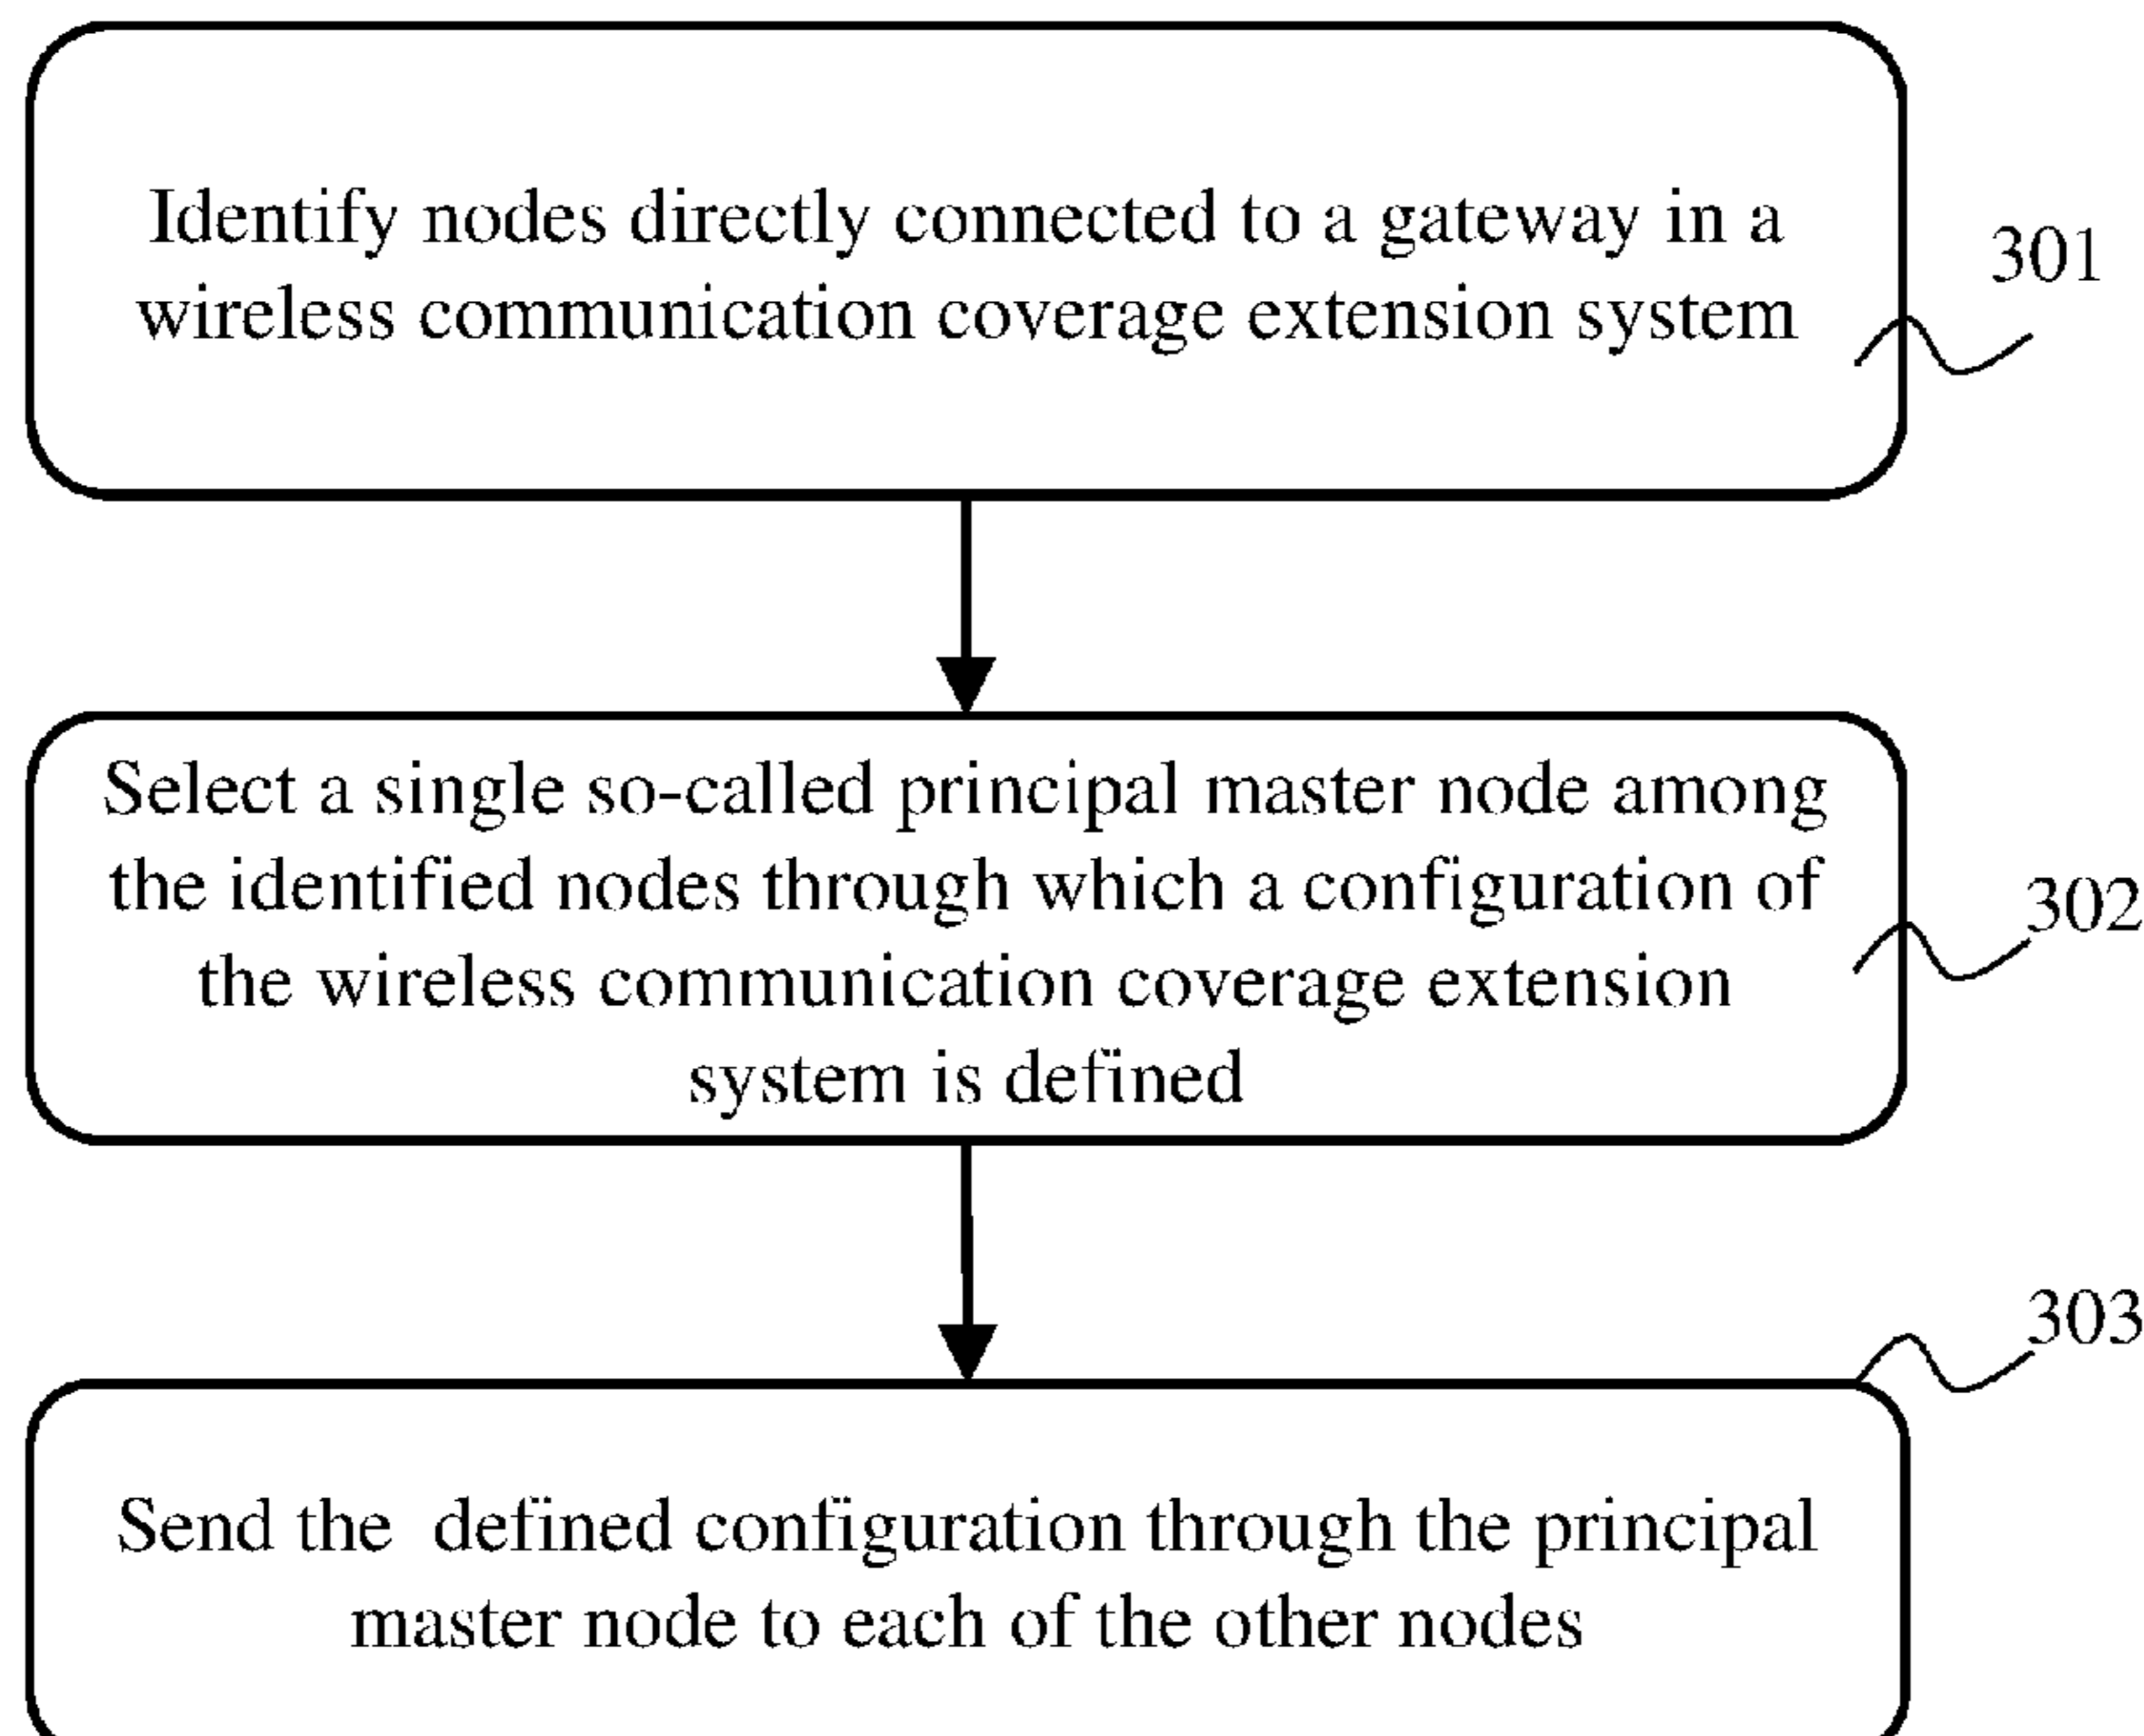 Identify nodes directly connected to a gateway in a
wireless communication coverage extension system
301
Select a single so-called principal master node among
the identified nodes through which a configuration of
the wireless communication coverage extension
system is defined
302
303
Send the defined configuration through the principal
master node to each of the other nodes